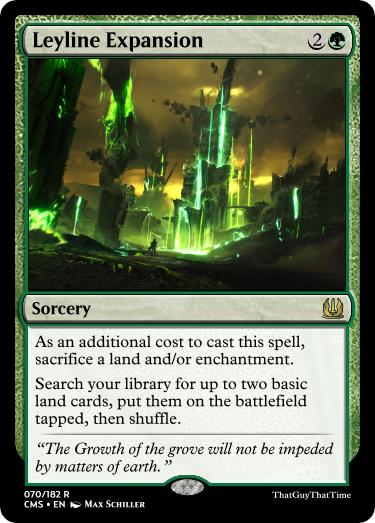 Leyline Expansion 2
Sorcery
As an additional cost to cast this spell,
sacrifice a land and/or enchantment.
Search your library for up to two basic
land cards, put them on the battlefield
tapped, then shuffle.
“The Growth of the grove will not be impeded
by matters of earth.”
070/182 R
CMS • EN Max Schiller
ThatGuyThatTime